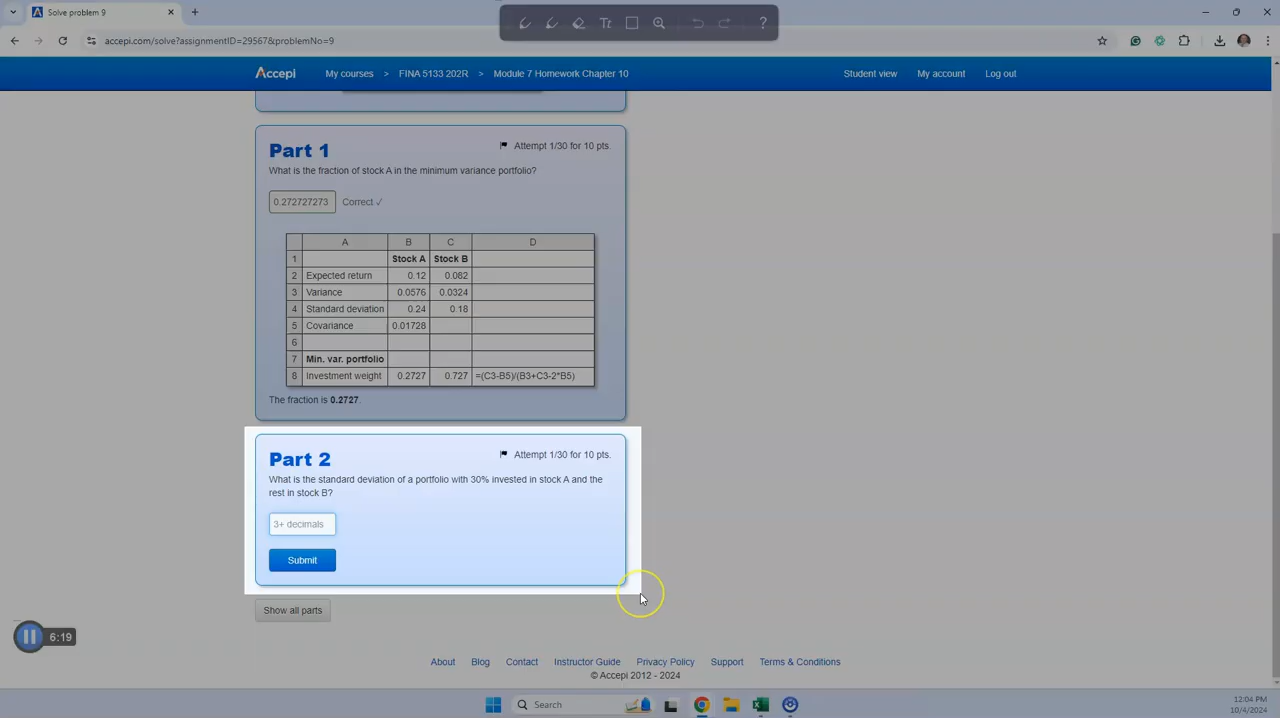 Solve problem 9
Tt
?
accepi.com/solve?assignmentID=29567&problemNo=9
Accepi My courses > FINA 5133 202R > Module 7 Homework Chapter 10 Student view My account Log out
Part 1 Attempt 1/30 for 10 pts.
What is the fraction of stock A in the minimum variance portfolio?
0.272727273 Correct ✓
A B C D
1 Stock A Stock B
2 Expected return 0.12 0.082
3 Variance 0.0576 0.0324
4 Standard deviation 0.24 0.18
5 Covariance 0.01728
6
7 Min. var. portfolio
8 Investment weight 0.2727 0.727 =(C3-B5)/(B3+C3-2*B5)
The fraction is 0.2727.
Part 2 Attempt 1/30 for 10 pts.
What is the standard deviation of a portfolio with 30% invested in stock A and the
rest in stock B?
3+ decimals
Submit
Show all parts
6:19
About Blog Contact Instructor Guide Privacy Policy Support Terms & Conditions
© Accepi 2012 - 2024
Search
12:04 PM
10/4/2024